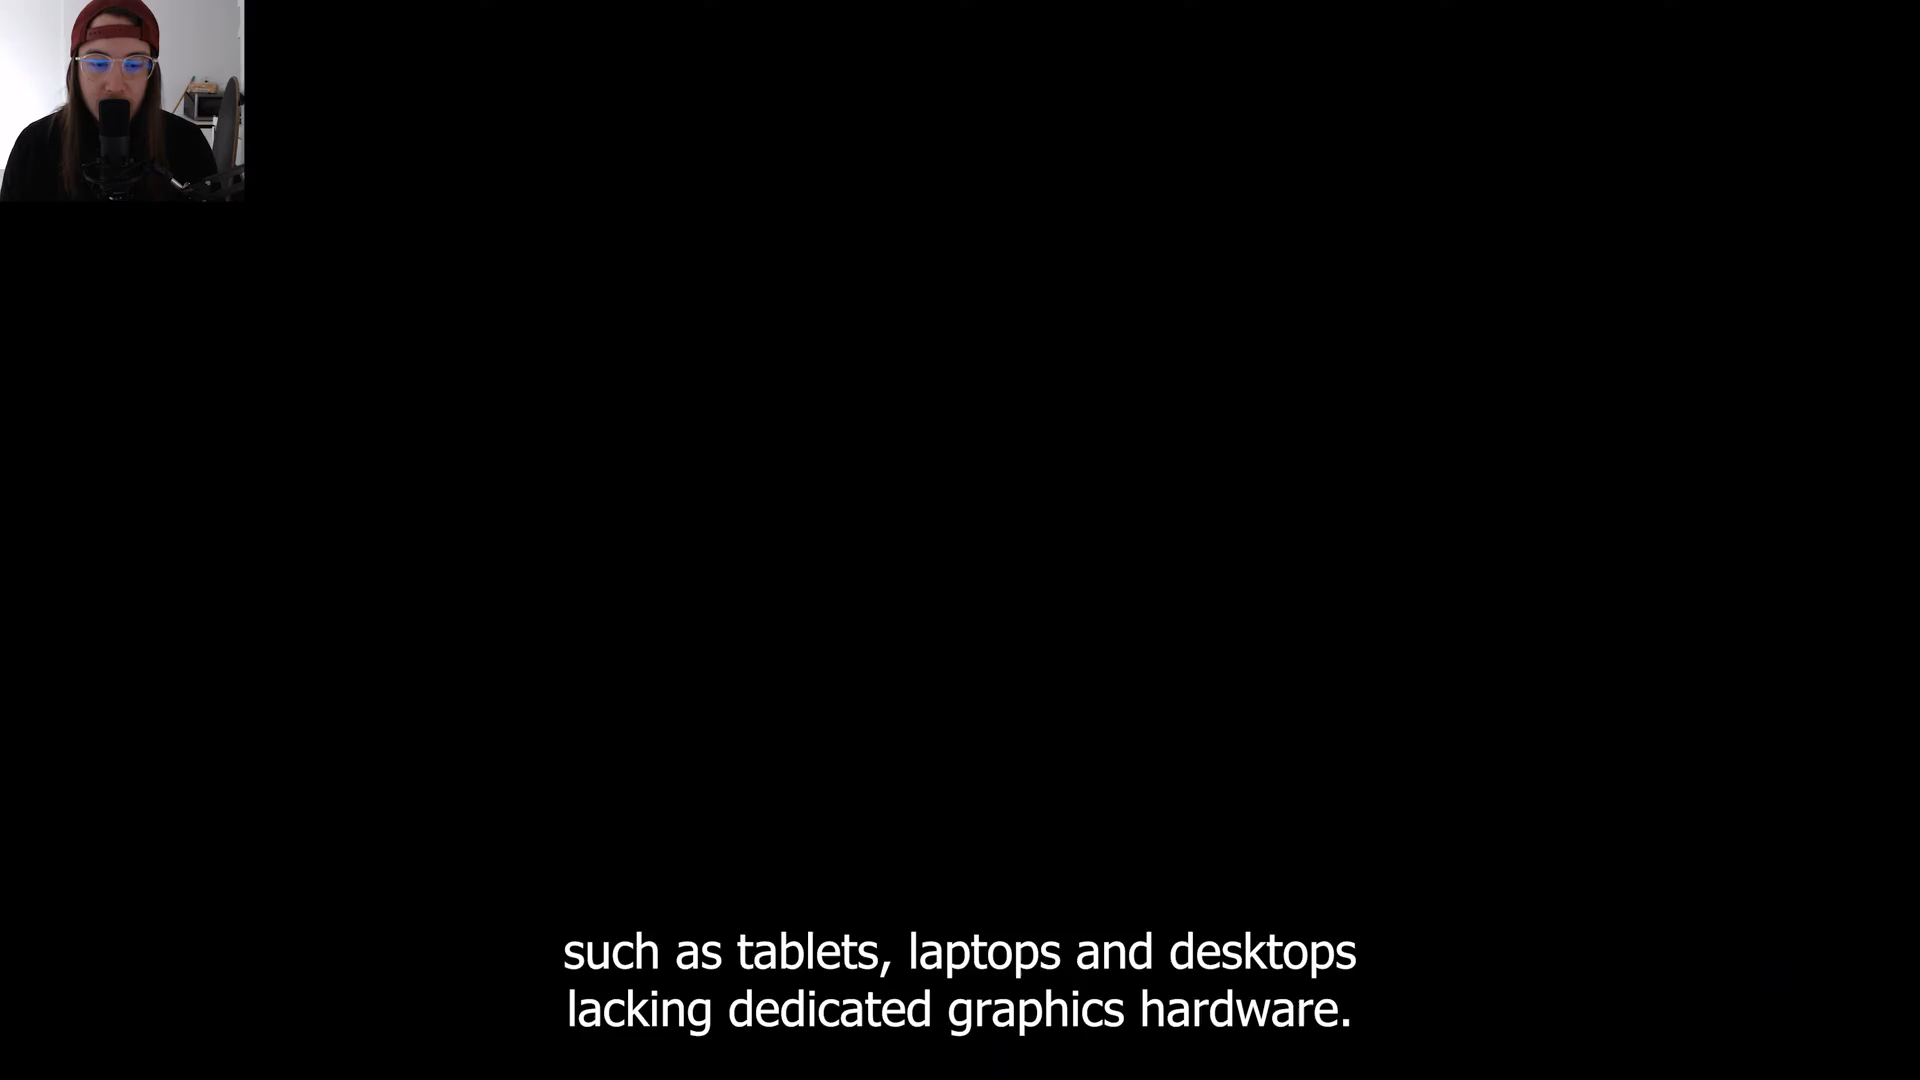 such as tablets, laptops and desktops
lacking dedicated graphics hardware.